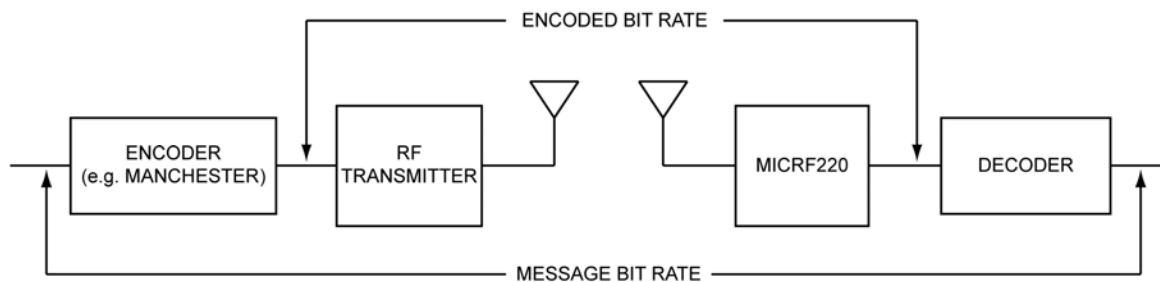 ENCODED BIT RATE
ENCODER
(e.g. MANCHESTER)
RF
TRANSMITTER
MICRF220
DECODER
MESSAGE BIT RATE